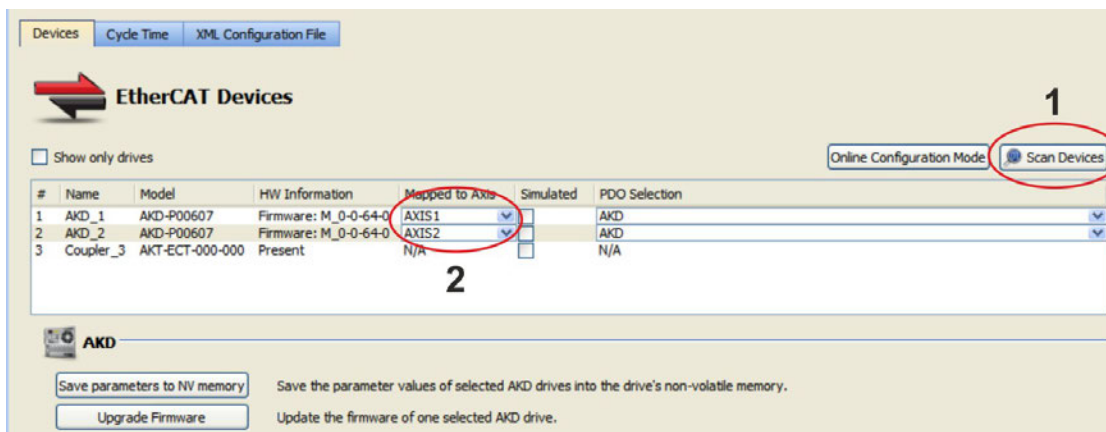 Devices Cycle Time XML Configuration File
EtherCAT Devices
1
Show only drives Online Configuration Mode Scan Devices
# Name Model HW Information Mapped to Axis Simulated PDO Selection
1 AKD_1 AKD-P00607 Firmware: M_0-0-64-0 AXIS1 AKD
2 AKD_2 AKD-P00607 Firmware: M_0-0-64-0 AXIS2 AKD
3 Coupler_3 AKT-ECT-000-000 Present N/A N/A
2
AKD
Save parameters to NV memory Save the parameter values of selected AKD drives into the drive's non-volatile memory.
Upgrade Firmware Update the firmware of one selected AKD drive.